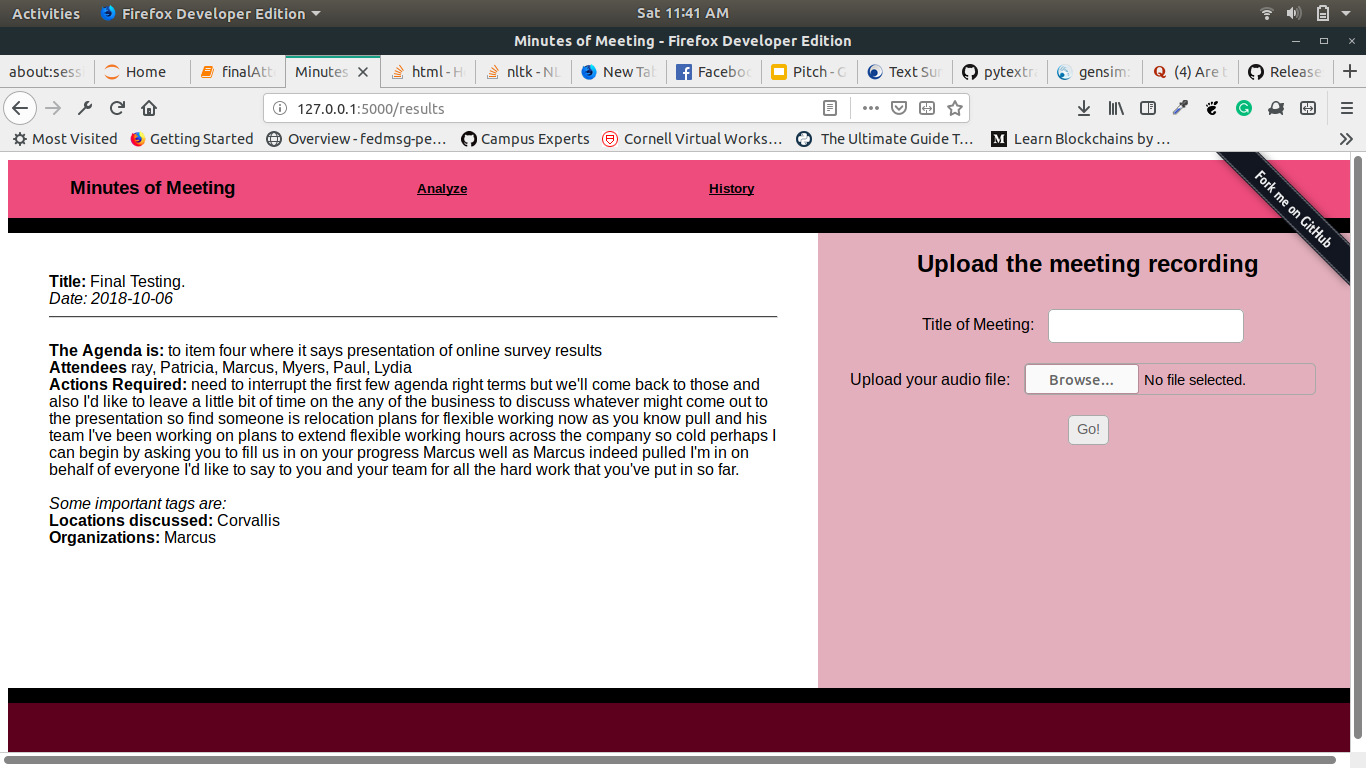 Activities Firefox Developer Edition Sat 11:41 AM
Minutes of Meeting - Firefox Developer Edition
about:sess Home finalAtt Minutes html - H nltk - NL New Tab Faceboo Pitch - G Text Sur pytextra gensim: (4) Are t Release
127.0.0.1:5000/results
Most Visited Getting Started Overview - fedmsg-pe... Campus Experts Cornell Virtual Works... The Ultimate Guide T... Learn Blockchains by ...
Minutes of Meeting Analyze History
Fork me on GitHub
Title: Final Testing.
Date: 2018-10-06
The Agenda is: to item four where it says presentation of online survey results
Attendees ray, Patricia, Marcus, Myers, Paul, Lydia
Actions Required: need to interrupt the first few agenda right terms but we'll come back to those and
also I'd like to leave a little bit of time on the any of the business to discuss whatever might come out to
the presentation so find someone is relocation plans for flexible working now as you know pull and his
team I've been working on plans to extend flexible working hours across the company so cold perhaps I
can begin by asking you to fill us in on your progress Marcus well as Marcus indeed pulled I'm in on
behalf of everyone I'd like to say to you and your team for all the hard work that you've put in so far.
Some important tags are:
Locations discussed: Corvallis
Organizations: Marcus
Upload the meeting recording
Title of Meeting:
Upload your audio file: Browse... No file selected.
Go!